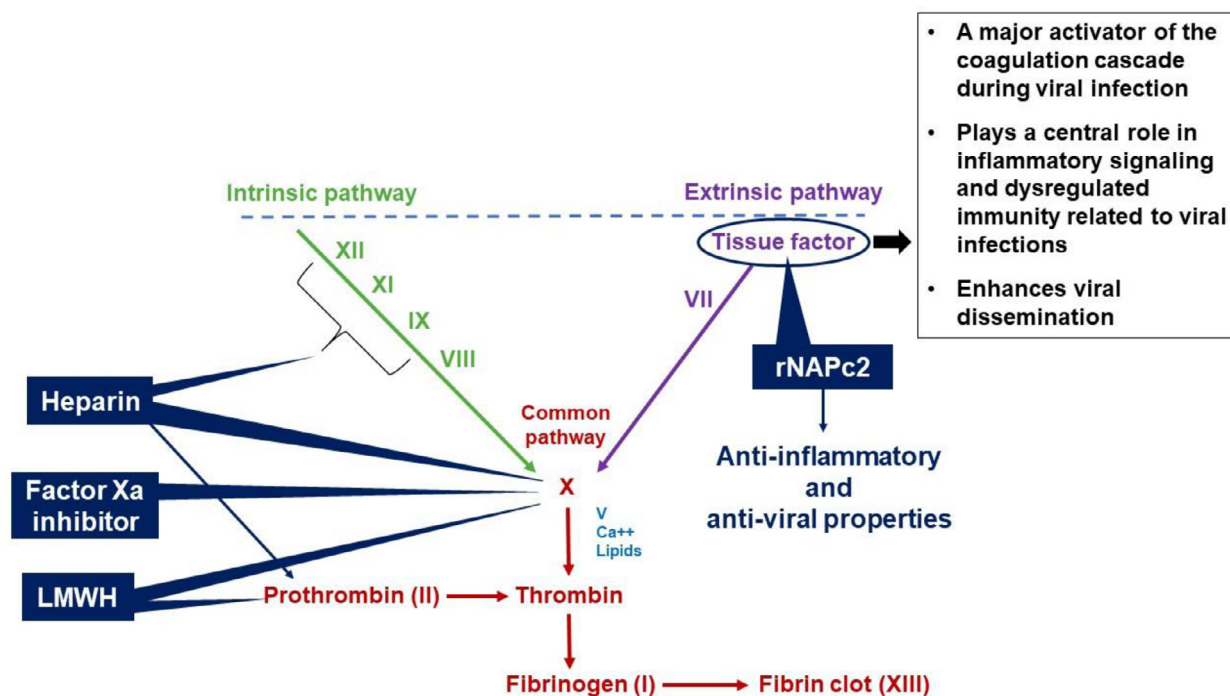 • A major activator of the
coagulation cascade
during viral infection
• Plays a central role in
inflammatory signaling
and dysregulated
immunity related to viral
infections
• Enhances viral
dissemination
Intrinsic pathway
Extrinsic pathway
Tissue factor
XII
XI
IX
VIII
VII
rNAPc2
Anti-inflammatory
and
anti-viral properties
Heparin
Factor Xa
inhibitor
LMWH
Common
pathway
X
V
Ca++
Lipids
Prothrombin (II)
Thrombin
Fibrinogen (I)
Fibrin clot (XIII)